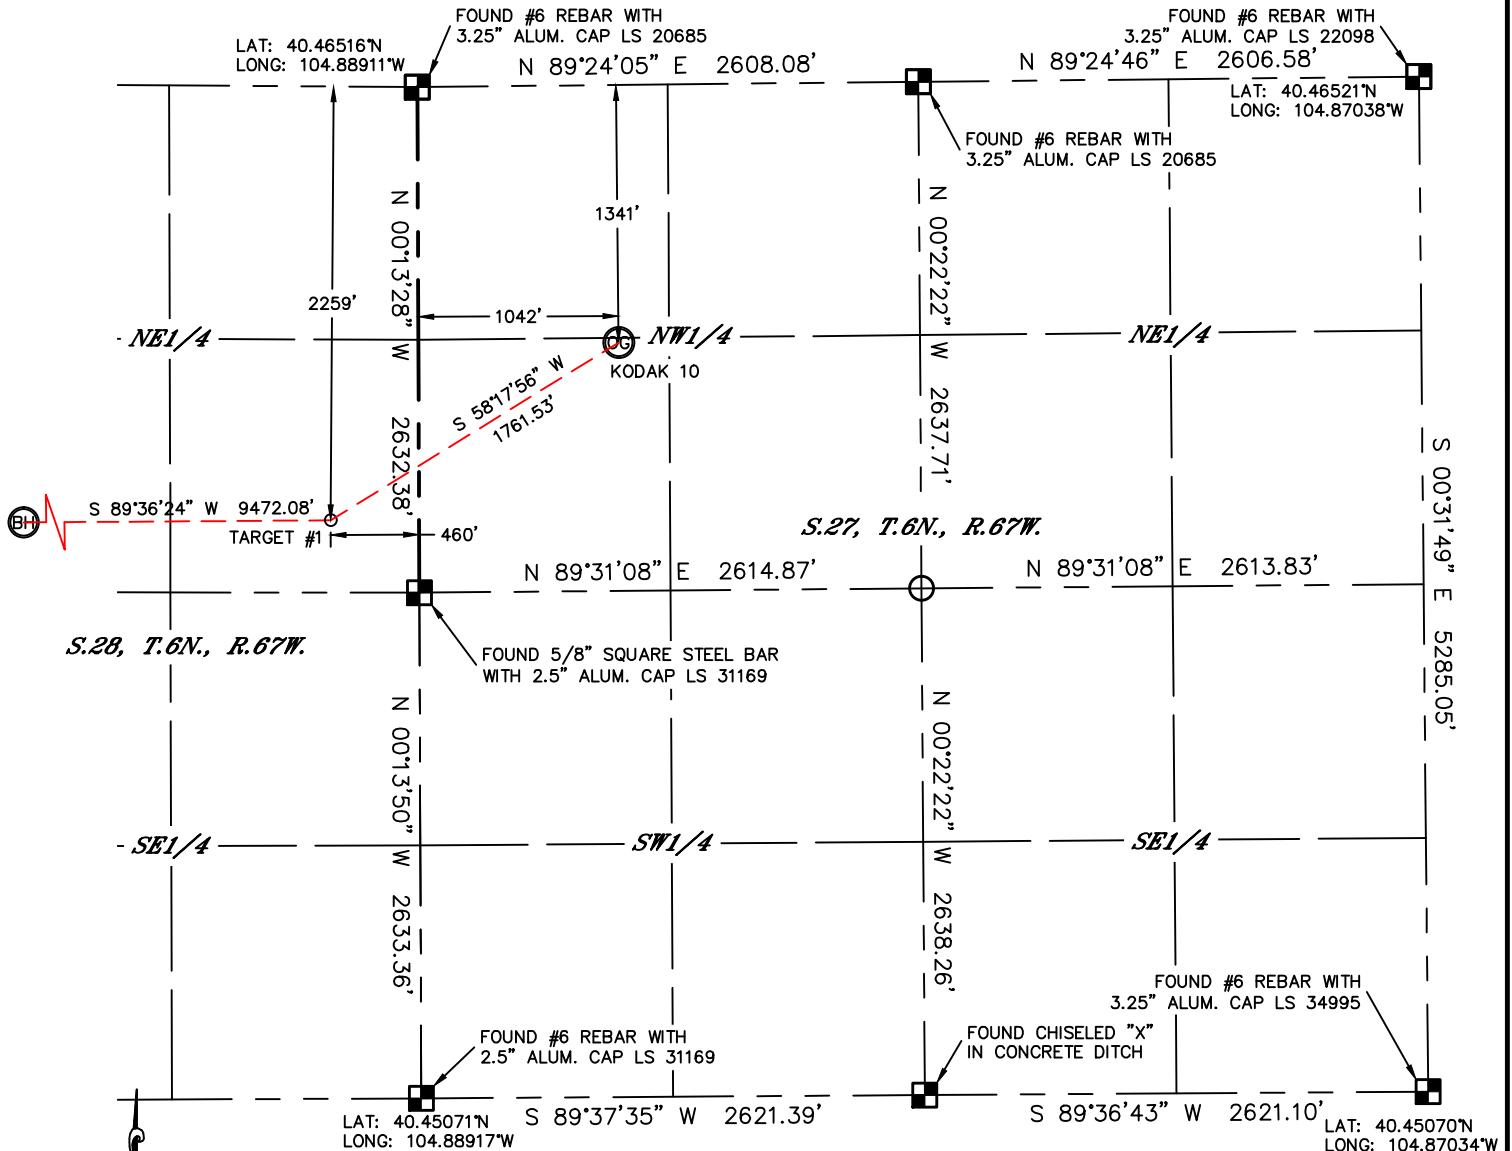 FOUND #6 REBAR WITH
3.25" ALUM. CAP LS 20685
FOUND #6 REBAR WITH
3.25" ALUM. CAP LS 22098
LAT: 40.46516°N
LONG: 104.88911°W
N 89°24'05" E 2608.08'
N 89°24'46" E 2606.58'
LAT: 40.46521°N
LONG: 104.87038°W
FOUND #6 REBAR WITH
3.25" ALUM. CAP LS 20685
N 00°13'28" W 2632.38'
1341'
N 00°22'22" W 2637.71'
2259'
1042'
NE1/4
OG
NW1/4
NE1/4
KODAK 10
S 58°17'56" W
1761.53'
S 00°31'49" E 5285.05'
BH
S 89°36'24" W 9472.08'
TARGET #1
460'
S.27, T.6N., R.67W.
N 89°31'08" E 2614.87'
N 89°31'08" E 2613.83'
S.28, T.6N., R.67W.
FOUND 5/8" SQUARE STEEL BAR
WITH 2.5" ALUM. CAP LS 31169
N 00°13'50" W 2633.36'
N 00°22'22" W 2638.26'
SE1/4
SW1/4
SE1/4
FOUND #6 REBAR WITH
3.25" ALUM. CAP LS 34995
FOUND #6 REBAR WITH
2.5" ALUM. CAP LS 31169
FOUND CHISELED "X"
IN CONCRETE DITCH
LAT: 40.45071°N
LONG: 104.88917°W
S 89°37'35" W 2621.39'
S 89°36'43" W 2621.10'
LAT: 40.45070°N
LONG: 104.87034°W